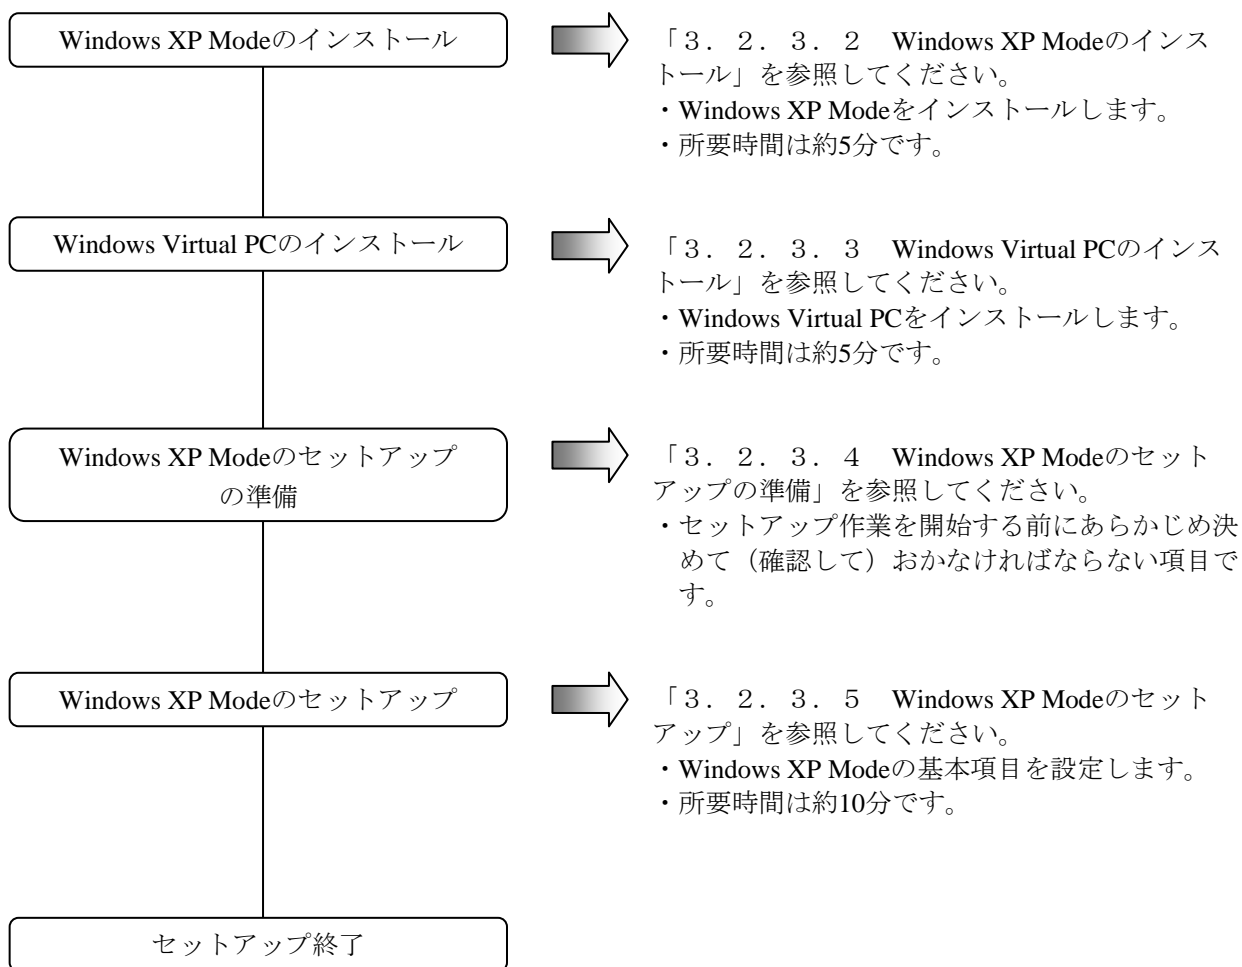 Windows XP Modeのインストール
「３．２．３．２　Windows XP Modeのインス
トール」を参照してください。
・Windows XP Modeをインストールします。
・所要時間は約5分です。
Windows Virtual PCのインストール
「３．２．３．３　Windows Virtual PCのインス
トール」を参照してください。
・Windows Virtual PCをインストールします。
・所要時間は約5分です。
Windows XP Modeのセットアップ
の準備
「３．２．３．４　Windows XP Modeのセット
アップの準備」を参照してください。
・セットアップ作業を開始する前にあらかじめ決
めて（確認して）おかなければならない項目で
す。
Windows XP Modeのセットアップ
「３．２．３．５　Windows XP Modeのセット
アップ」を参照してください。
・Windows XP Modeの基本項目を設定します。
・所要時間は約10分です。
セットアップ終了